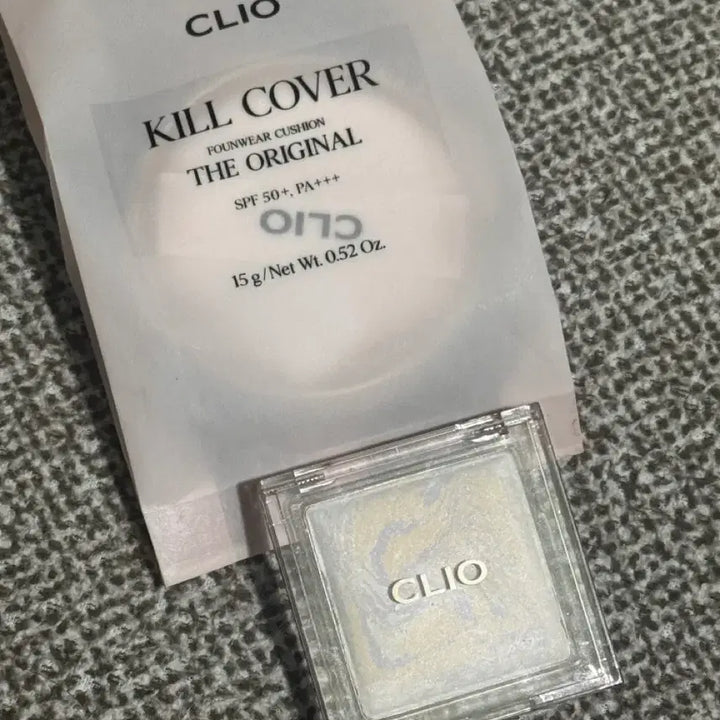 CLIO
KILL COVER
FOUNWEAR CUSHION
THE ORIGINAL
SPF 50+, PA+++
CLIO
15 g/Net Wt. 0.52 Oz.
CLIO